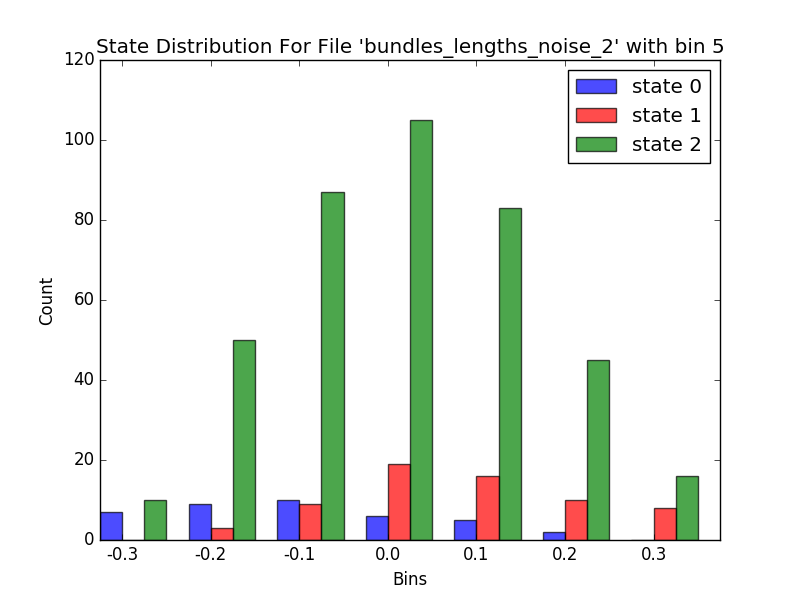 State Distribution For File 'bundles_lengths_noise_2' with bin 5
120
100
80
60
40
20
0
Count
state 0
state 1
state 2
-0.3 -0.2 -0.1 0.0 0.1 0.2 0.3
Bins